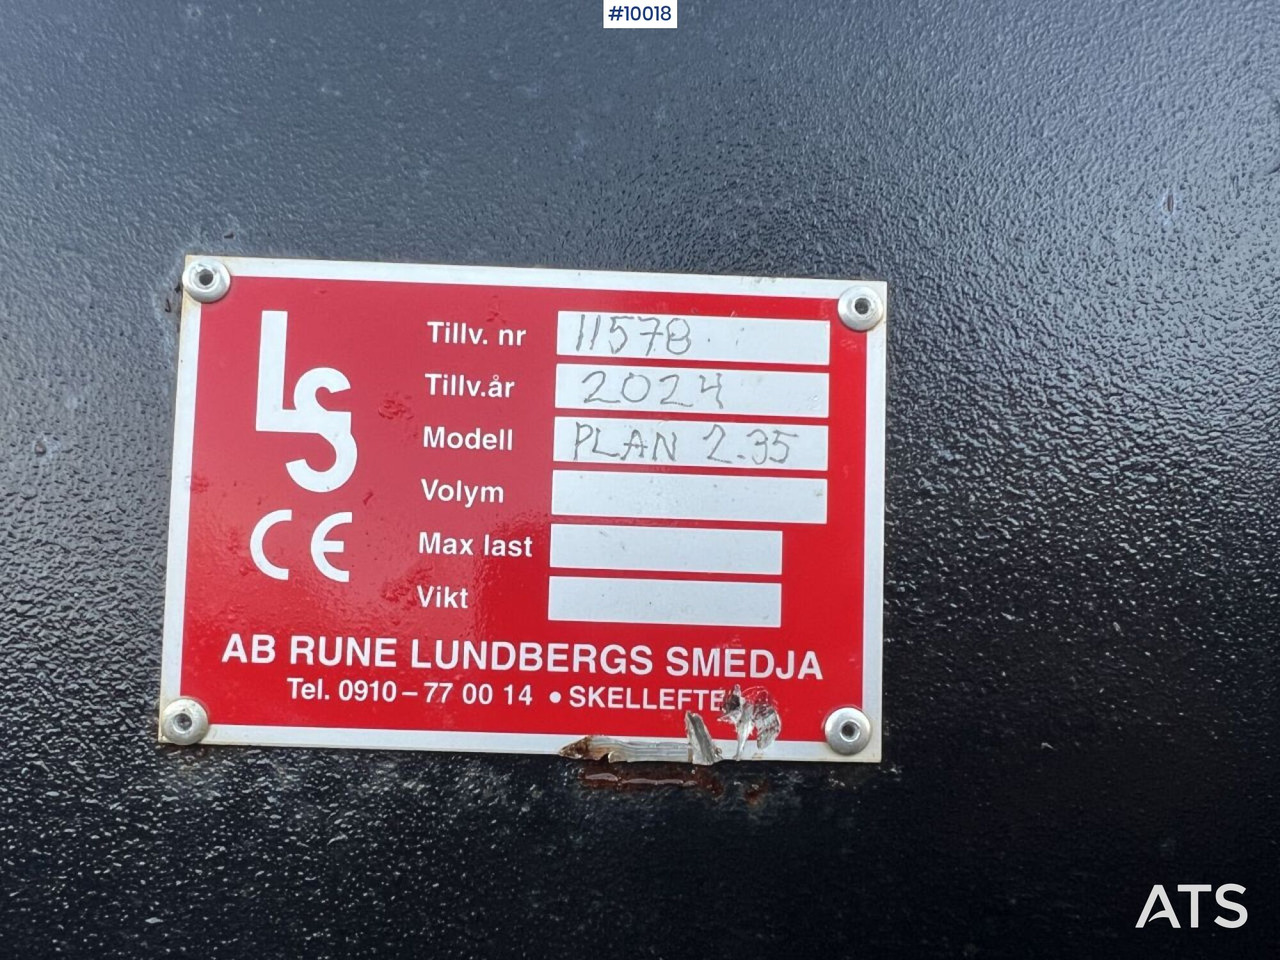 #10018
LS
Tillv. nr 11578
Tillv.år 2024
Modell PLAN 2.35
Volym
CE
Max last
Vikt
AB RUNE LUNDBERGS SMEDJA
Tel. 0910 – 77 00 14 •
ATS